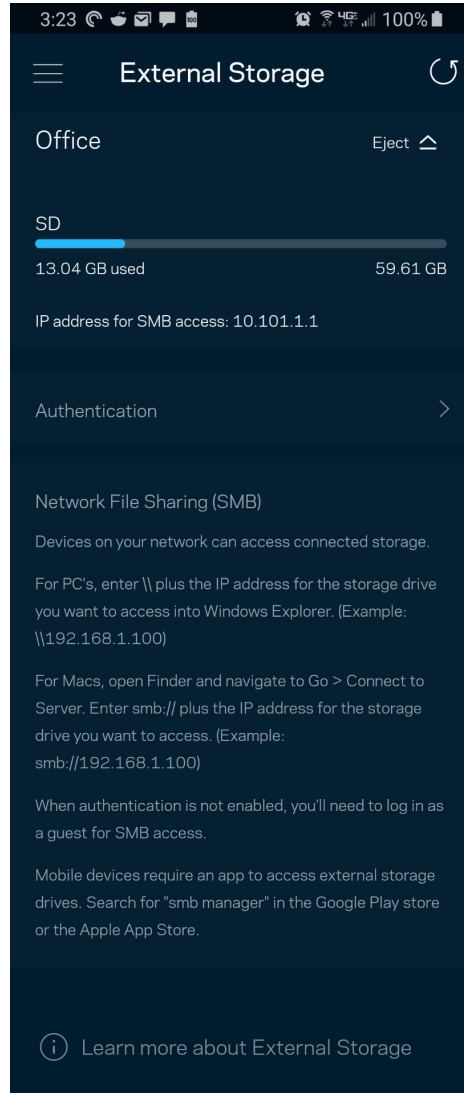 3:23 4GE 100%
External Storage
Office Eject
SD
13.04 GB used 59.61 GB
IP address for SMB access: 10.101.1.1
Authentication
Network File Sharing (SMB)
Devices on your network can access connected storage.
For PC's, enter \\ plus the IP address for the storage drive
you want to access into Windows Explorer. (Example:
\\192.168.1.100)
For Macs, open Finder and navigate to Go > Connect to
Server. Enter smb:// plus the IP address for the storage
drive you want to access. (Example:
smb://192.168.1.100)
When authentication is not enabled, you'll need to log in as
a guest for SMB access.
Mobile devices require an app to access external storage
drives. Search for "smb manager" in the Google Play store
or the Apple App Store.
Learn more about External Storage